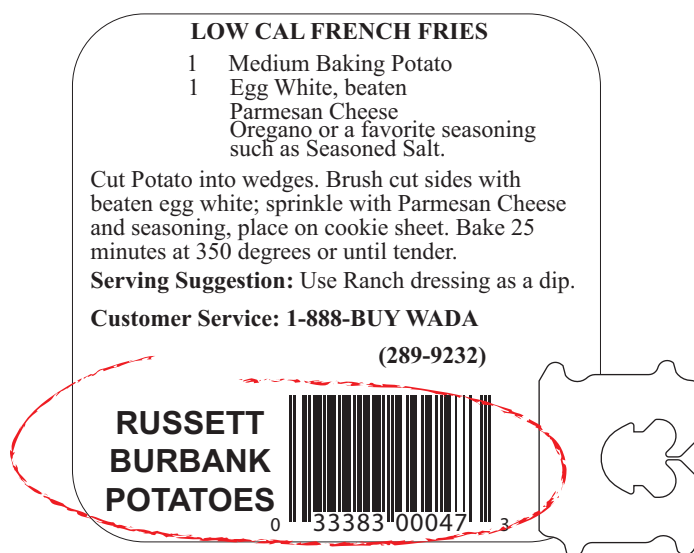 LOW CAL FRENCH FRIES
1 Medium Baking Potato
1 Egg White, beaten
Parmesan Cheese
Oregano or a favorite seasoning
such as Seasoned Salt.
Cut Potato into wedges. Brush cut sides with
beaten egg white; sprinkle with Parmesan Cheese
and seasoning, place on cookie sheet. Bake 25
minutes at 350 degrees or until tender.
Serving Suggestion: Use Ranch dressing as a dip.
Customer Service: 1-888-BUY WADA
(289-9232)
RUSSETT
BURBANK
POTATOES
0 33383 00047 3